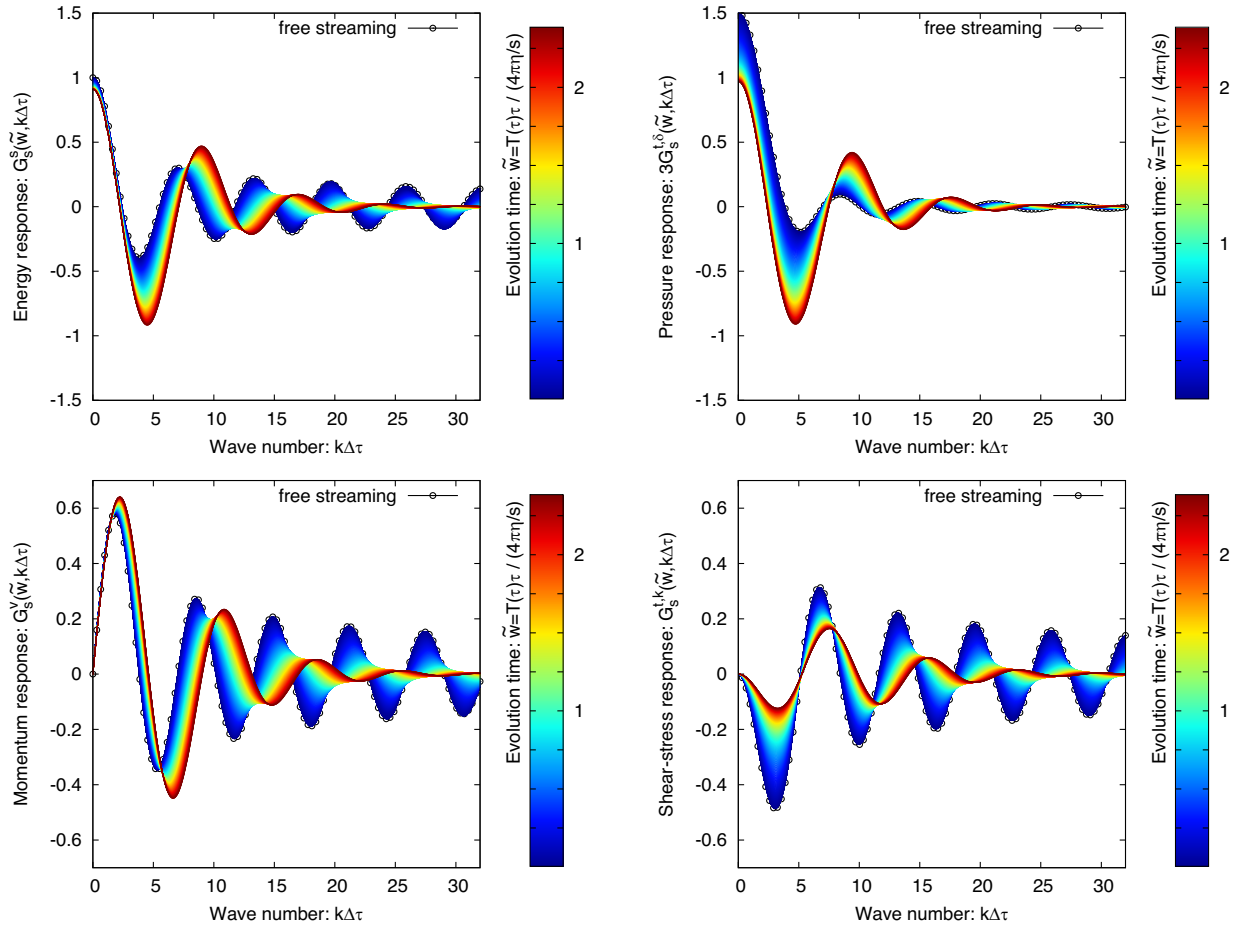 free streaming
Energy response: G_s^s(w̃,kΔτ)
1.5
1
0.5
0
-0.5
-1
-1.5
0 5 10 15 20 25 30
Wave number: kΔτ
Evolution time: w̃=T(τ)τ / (4πη/s)
2
1
free streaming
Pressure response: 3G_s^{t,δ}(w̃,kΔτ)
1.5
1
0.5
0
-0.5
-1
-1.5
0 5 10 15 20 25 30
Wave number: kΔτ
Evolution time: w̃=T(τ)τ / (4πη/s)
2
1
free streaming
Momentum response: G_s^v(w̃,kΔτ)
0.6
0.4
0.2
0
-0.2
-0.4
-0.6
0 5 10 15 20 25 30
Wave number: kΔτ
Evolution time: w̃=T(τ)τ / (4πη/s)
2
1
free streaming
Shear-stress response: G_s^{t,k}(w̃,kΔτ)
0.6
0.4
0.2
0
-0.2
-0.4
-0.6
0 5 10 15 20 25 30
Wave number: kΔτ
Evolution time: w̃=T(τ)τ / (4πη/s)
2
1